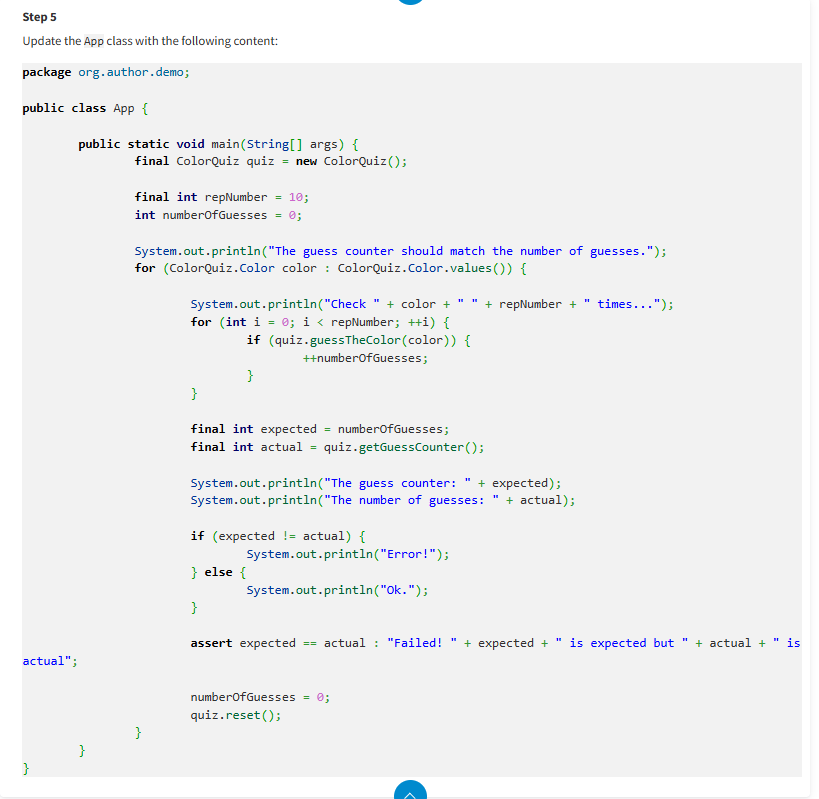 Step 5
Update the App class with the following content:
package org.author.demo;
public class App {
public static void main(String[] args) {
final ColorQuiz quiz = new ColorQuiz();
final int repNumber = 10;
int numberOfGuesses = 0;
System.out.println("The guess counter should match the number of guesses.");
for (ColorQuiz.Color color : ColorQuiz.Color.values()) {
System.out.println("Check " + color + " " + repNumber + " times...");
for (int i = 0; i < repNumber; ++i) {
if (quiz.guessTheColor(color)) {
++numberOfGuesses;
}
}
final int expected = numberOfGuesses;
final int actual = quiz.getGuessCounter();
System.out.println("The guess counter: " + expected);
System.out.println("The number of guesses: " + actual);
if (expected != actual) {
System.out.println("Error!");
} else {
System.out.println("Ok.");
}
assert expected == actual : "Failed! " + expected + " is expected but " + actual + " is
actual";
numberOfGuesses = 0;
quiz.reset();
}
}
}